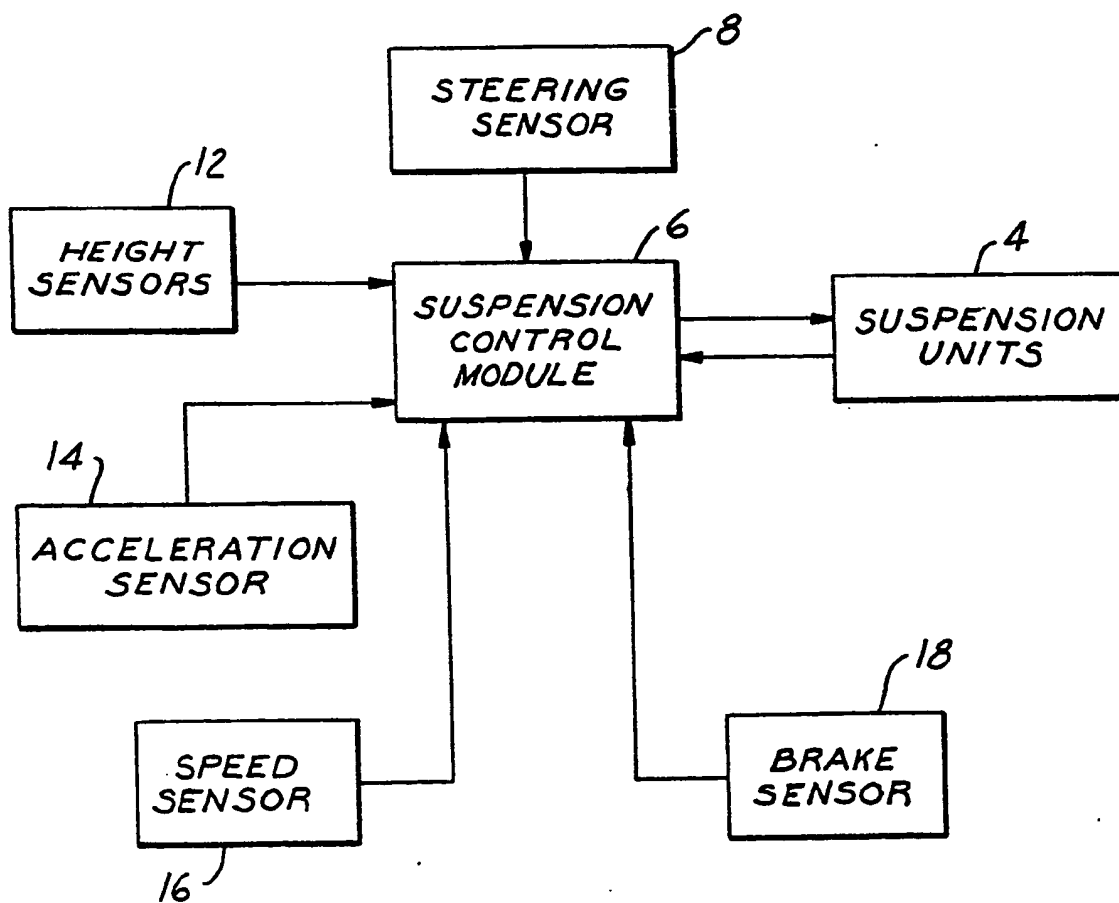 8
STEERING
SENSOR
12
HEIGHT
SENSORS
6
SUSPENSION
CONTROL
MODULE
4
SUSPENSION
UNITS
14
ACCELERATION
SENSOR
18
BRAKE
SENSOR
SPEED
SENSOR
16